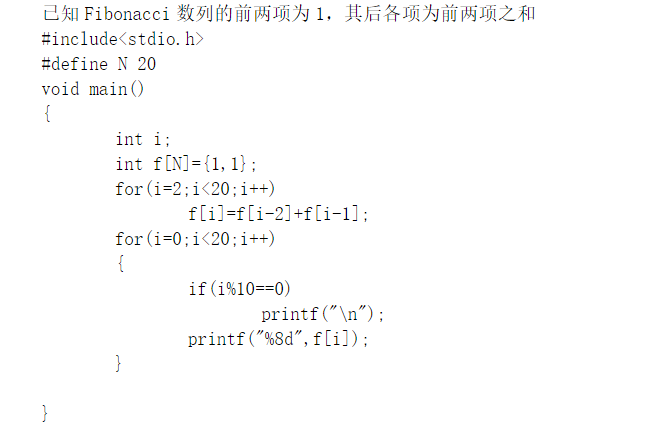 已知Fibonacci数列的前两项为1，其后各项为前两项之和
#include<stdio.h>
#define N 20
void main()
{
int i;
int f[N]={1,1};
for(i=2;i<20;i++)
f[i]=f[i-2]+f[i-1];
for(i=0;i<20;i++)
{
if(i%10==0)
printf("\n");
printf("%8d",f[i]);
}
}